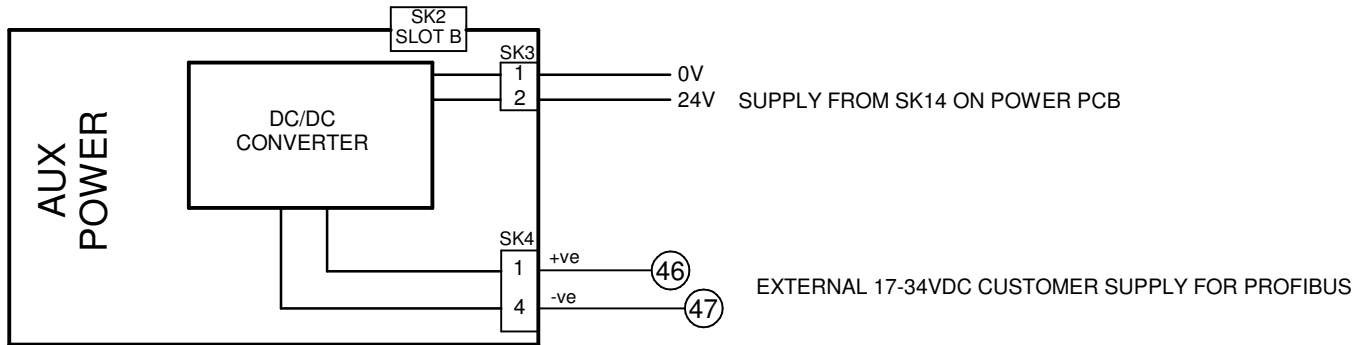 SK2
SLOT B
SK3
1
0V
2
24V
SUPPLY FROM SK14 ON POWER PCB
DC/DC
CONVERTER
AUX
POWER
SK4
1
+ve
46
4
-ve
47
EXTERNAL 17-34VDC CUSTOMER SUPPLY FOR PROFIBUS